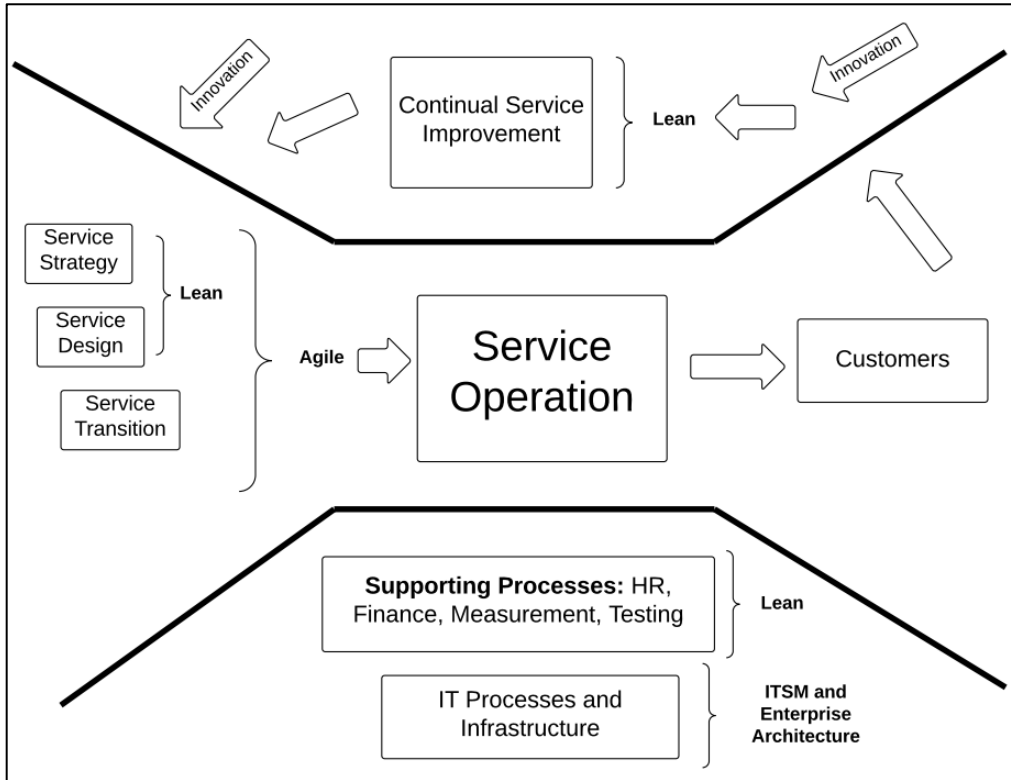 Innovation
Continual Service
Improvement
Lean
Innovation
Service
Strategy
Service
Design
Lean
Service
Transition
Agile
Service
Operation
Customers
Supporting Processes: HR,
Finance, Measurement, Testing
Lean
IT Processes and
Infrastructure
ITSM and
Enterprise
Architecture